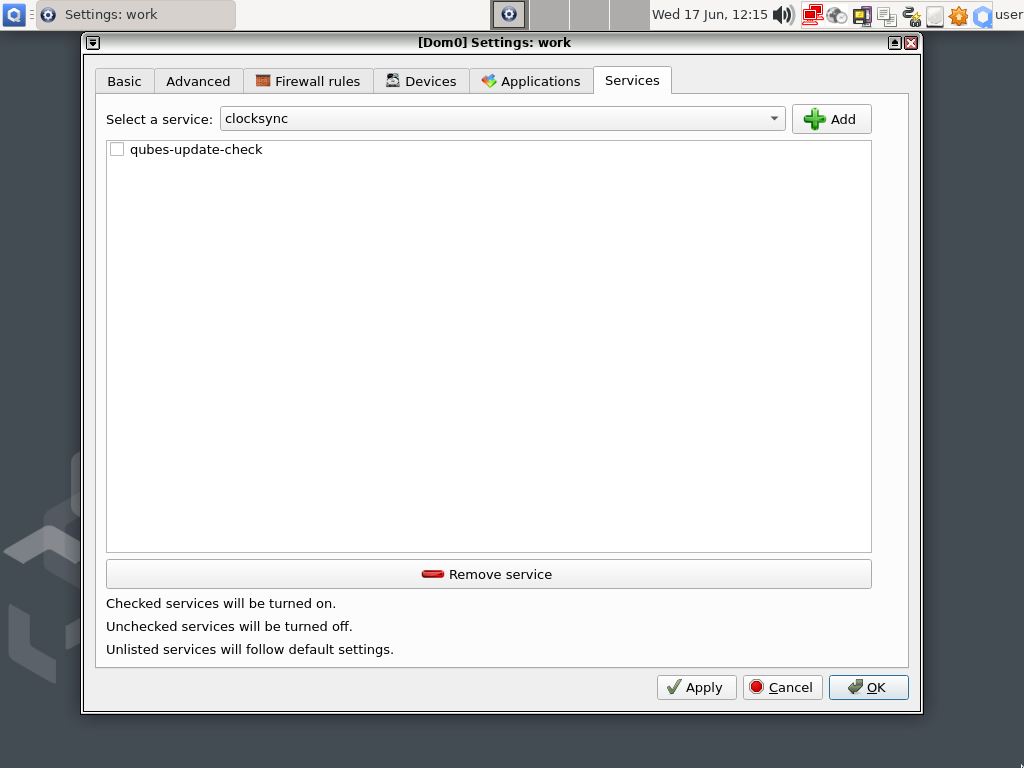 Settings: work
Wed 17 Jun, 12:15
user
[Dom0] Settings: work
Basic
Advanced
Firewall rules
Devices
Applications
Services
Select a service:
clocksync
Add
qubes-update-check
Remove service
Checked services will be turned on.
Unchecked services will be turned off.
Unlisted services will follow default settings.
Apply
Cancel
OK